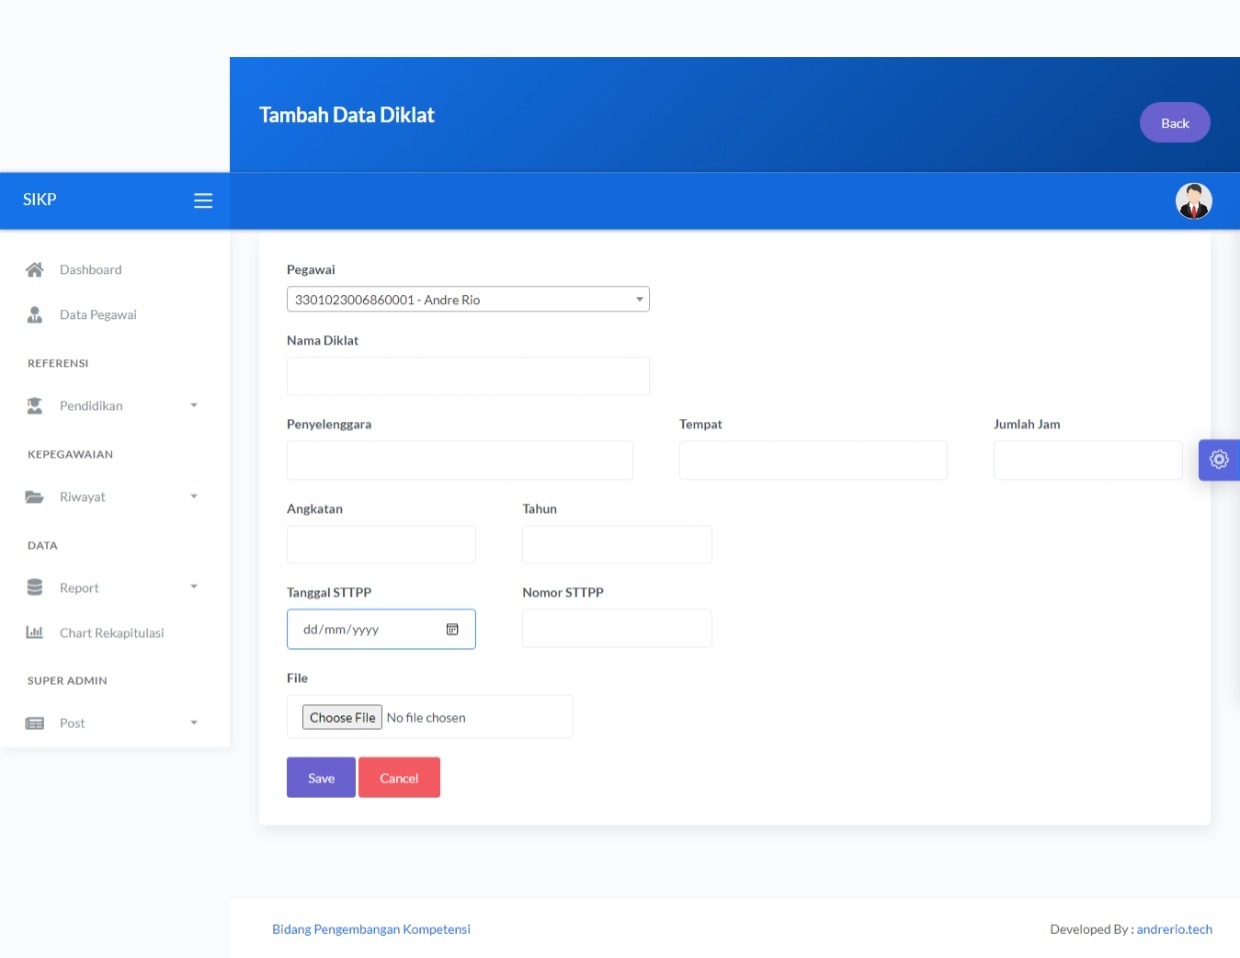 Tambah Data Diklat
Back
SIKP
Dashboard
Data Pegawai
REFERENSI
Pendidikan
KEPEGAWAIAN
Riwayat
DATA
Report
Chart Rekapitulasi
SUPER ADMIN
Post
Pegawai
3301023006860001 - Andre Rio
Nama Diklat
Penyelenggara Tempat Jumlah Jam
Angkatan Tahun
Tanggal STTPP Nomor STTPP
dd/mm/yyyy
File
Choose File No file chosen
Save Cancel
Bidang Pengembangan Kompetensi Developed By : andrerio.tech